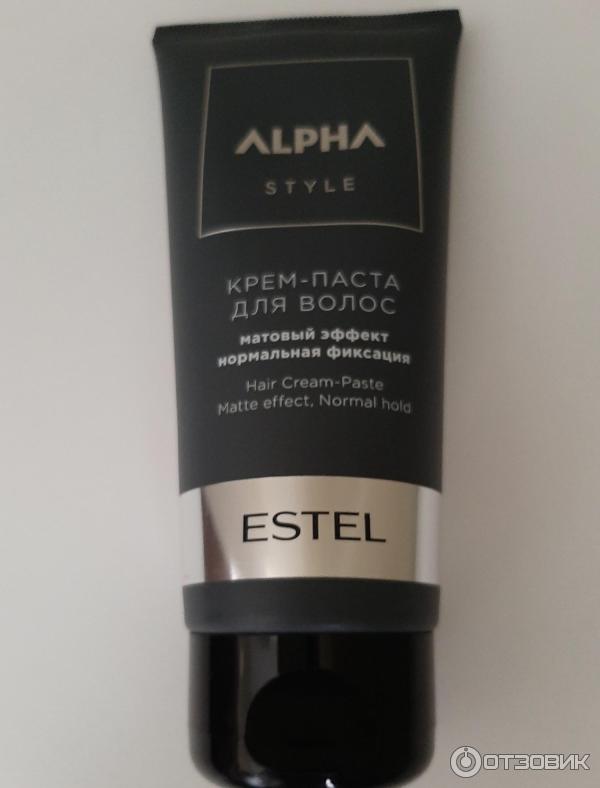 ALPHA
STYLE
КРЕМ-ПАСТА
ДЛЯ ВОЛОС
матовый эффект
нормальная фиксация
Hair Cream-Paste
Matte effect, Normal hold
ESTEL
ОТЗОВИК